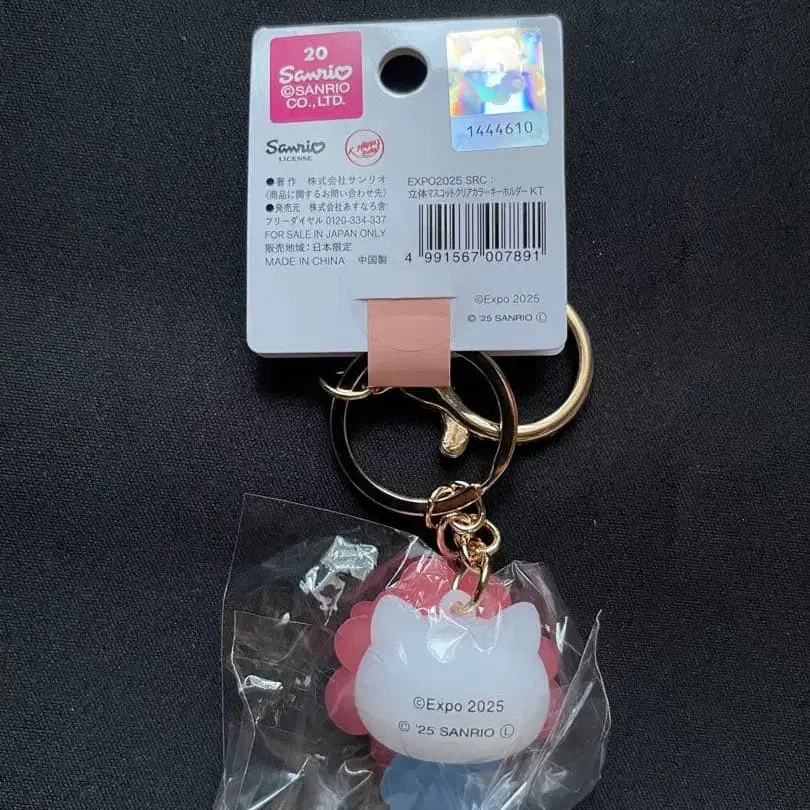 20
Sanrio
©SANRIO
CO., LTD.
1444610
Sanrio
LICENSE
●著作 株式会社サンリオ
(商品に関するお問い合わせ先)
●発売元 株式会社あすなろ舎
フリーダイヤル 0120-334-337
FOR SALE IN JAPAN ONLY
販売地域:日本限定
MADE IN CHINA 中国製
EXPO2025 SRC:
立体マスコットクリアカラーキーホルダー KT
4 991567 007891
©Expo 2025
© '25 SANRIO Ⓛ
©Expo 2025
© '25 SANRIO Ⓛ